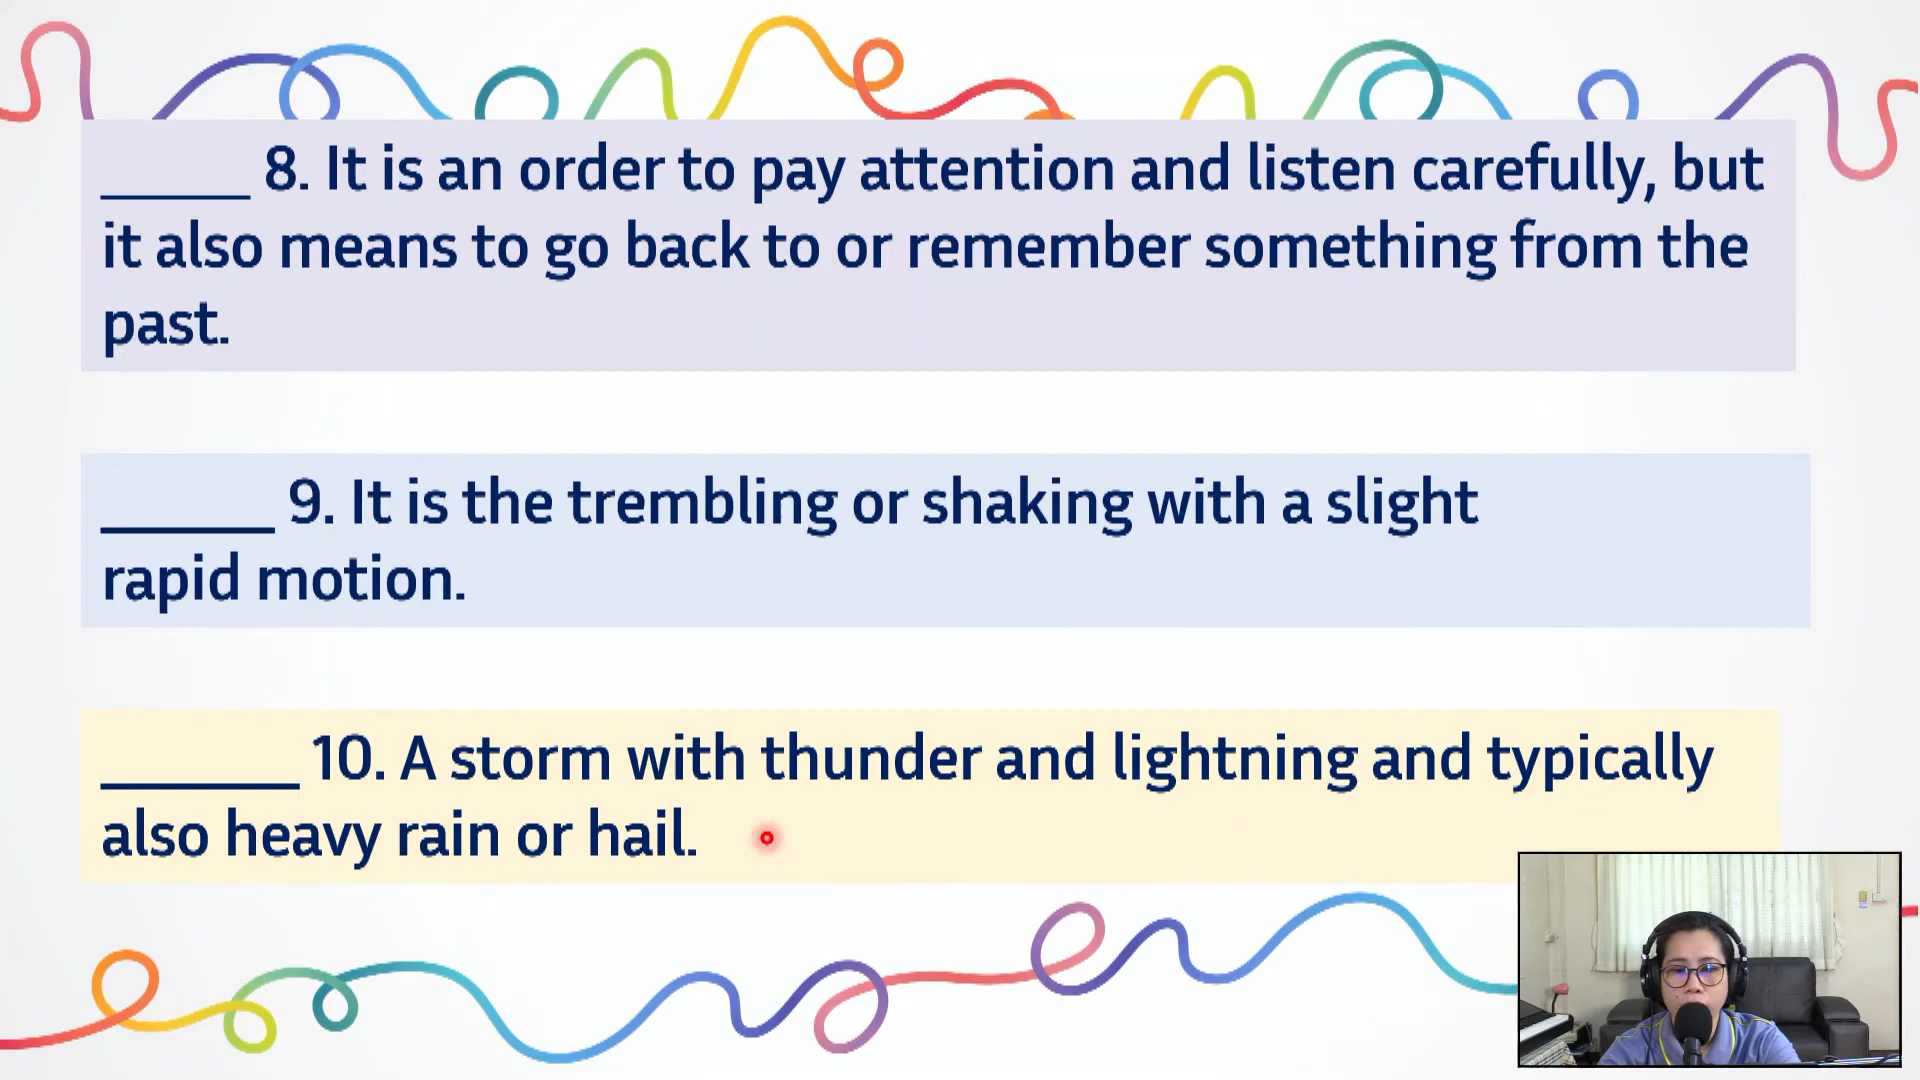 _____ 8. It is an order to pay attention and listen carefully, but
it also means to go back to or remember something from the
past.
______ 9. It is the trembling or shaking with a slight
rapid motion.
_______ 10. A storm with thunder and lightning and typically
also heavy rain or hail.